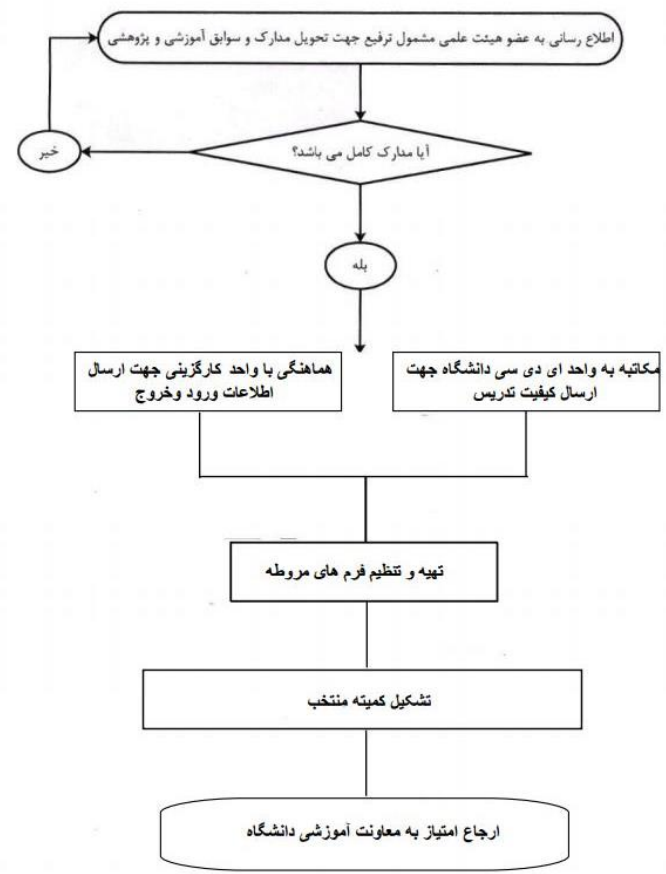 اطلاع رسانی به عضو هیئت علمی مشمول ترفیع جهت تحویل مدارک و سوابق آموزشی و پژوهشی
آیا مدارک کامل می باشد؟
خیر
بله
مکاتبه به واحد ای دی سی دانشگاه جهت
ارسال کیفیت تدریس
هماهنگی با واحد کارگزینی جهت ارسال
اطلاعات ورود وخروج
تهیه و تنظیم فرم های مروطه
تشکیل کمیته منتخب
ارجاع امتیاز به معاونت آموزشی دانشگاه